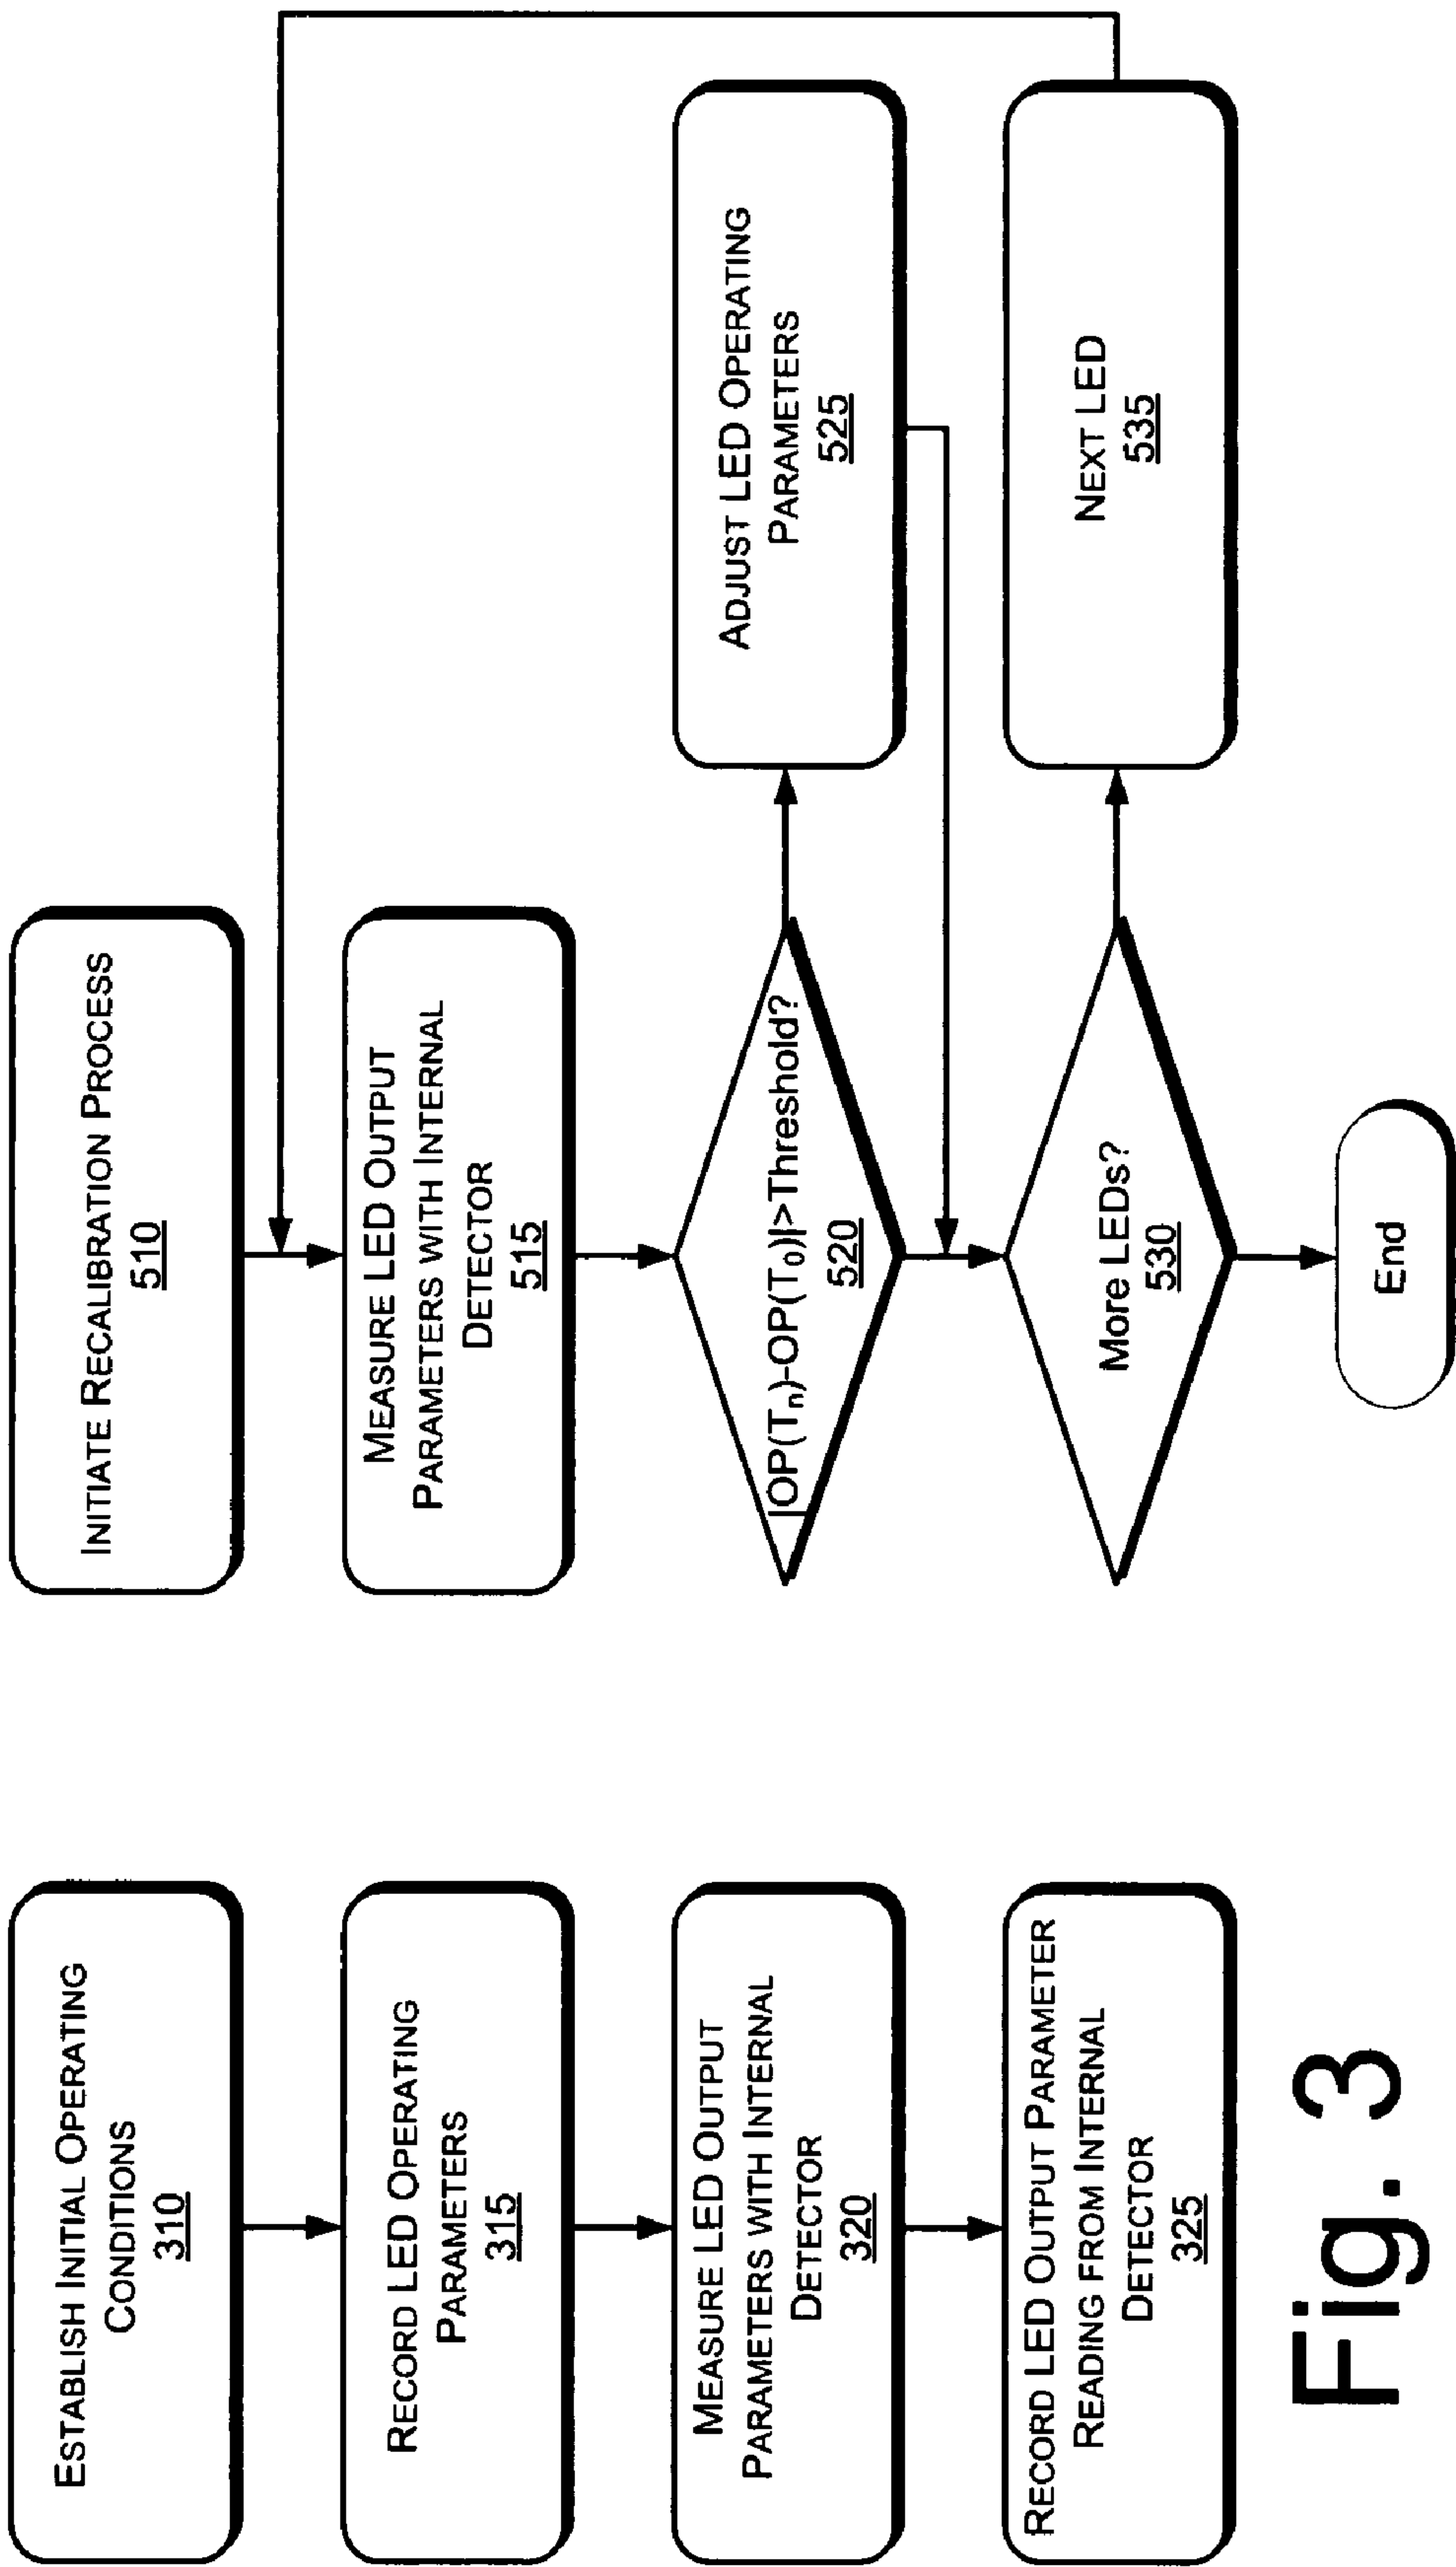 ESTABLISH INITIAL OPERATING
CONDITIONS
310
RECORD LED OPERATING
PARAMETERS
315
MEASURE LED OUTPUT
PARAMETERS WITH INTERNAL
DETECTOR
320
RECORD LED OUTPUT PARAMETER
READING FROM INTERNAL
DETECTOR
325
Fig. 3
INITIATE RECALIBRATION PROCESS
510
MEASURE LED OUTPUT
PARAMETERS WITH INTERNAL
DETECTOR
515
|OP(Tn)-OP(T0)|>Threshold?
520
ADJUST LED OPERATING
PARAMETERS
525
More LEDs?
530
NEXT LED
535
End